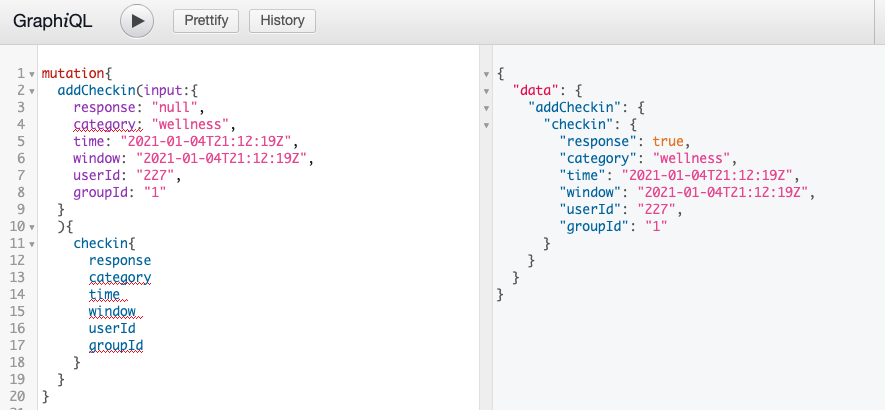 GraphiQL Prettify History
1 mutation{
2 addCheckin(input:{
3 response: "null",
4 category: "wellness",
5 time: "2021-01-04T21:12:19Z",
6 window: "2021-01-04T21:12:19Z",
7 userId: "227",
8 groupId: "1"
9 }
10 ){
11 checkin{
12 response
13 category
14 time
15 window
16 userId
17 groupId
18 }
19 }
20 }
{
"data": {
"addCheckin": {
"checkin": {
"response": true,
"category": "wellness",
"time": "2021-01-04T21:12:19Z",
"window": "2021-01-04T21:12:19Z",
"userId": "227",
"groupId": "1"
}
}
}
}